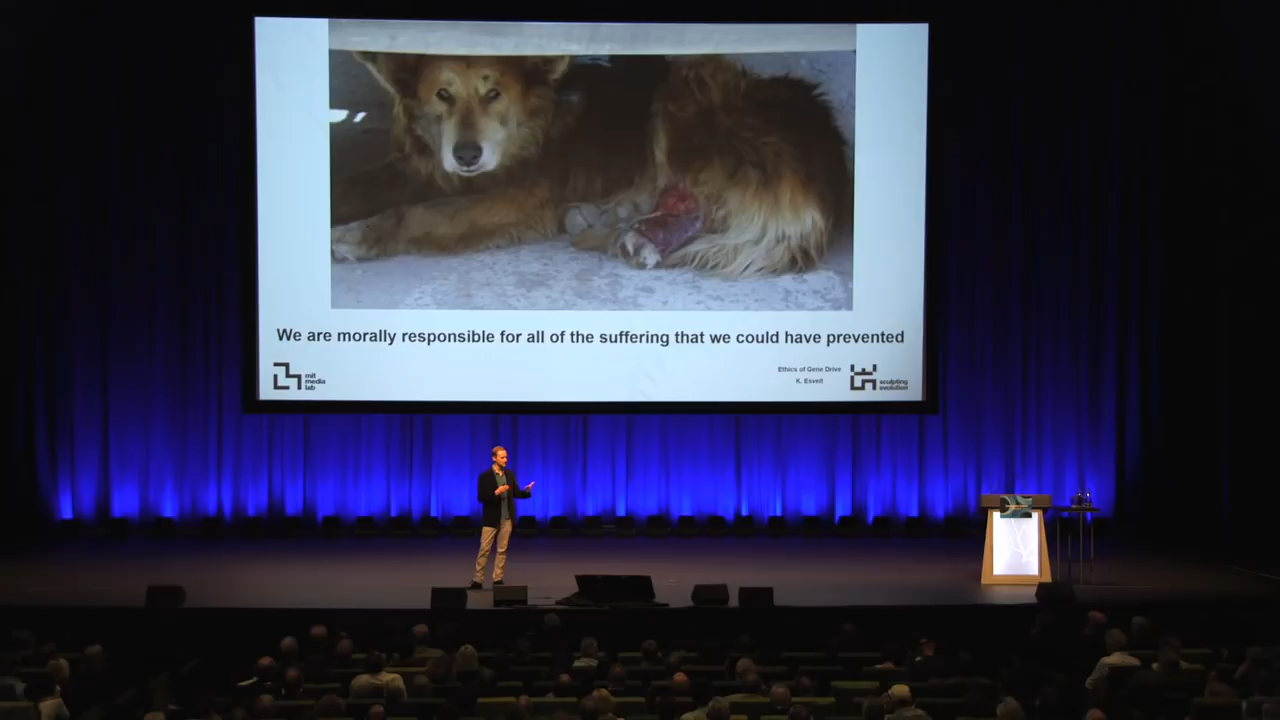 We are morally responsible for all of the suffering that we could have prevented
mit
media
lab
Ethics of Gene Drive
K. Esvelt
sculpting
evolution